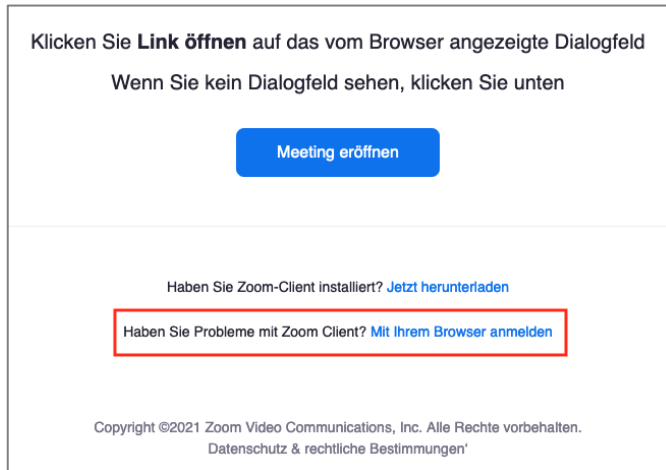 Klicken Sie Link öffnen auf das vom Browser angezeigte Dialogfeld
Wenn Sie kein Dialogfeld sehen, klicken Sie unten
Meeting eröffnen
Haben Sie Zoom-Client installiert? Jetzt herunterladen
Haben Sie Probleme mit Zoom Client? Mit Ihrem Browser anmelden
Copyright ©2021 Zoom Video Communications, Inc. Alle Rechte vorbehalten.
Datenschutz & rechtliche Bestimmungen'